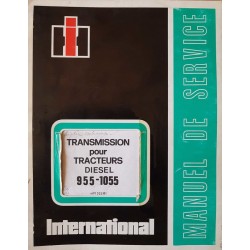 TRANSMISSION
pour
TRACTEURS
DIESEL
955-1055
International
MANUEL DE SERVICE